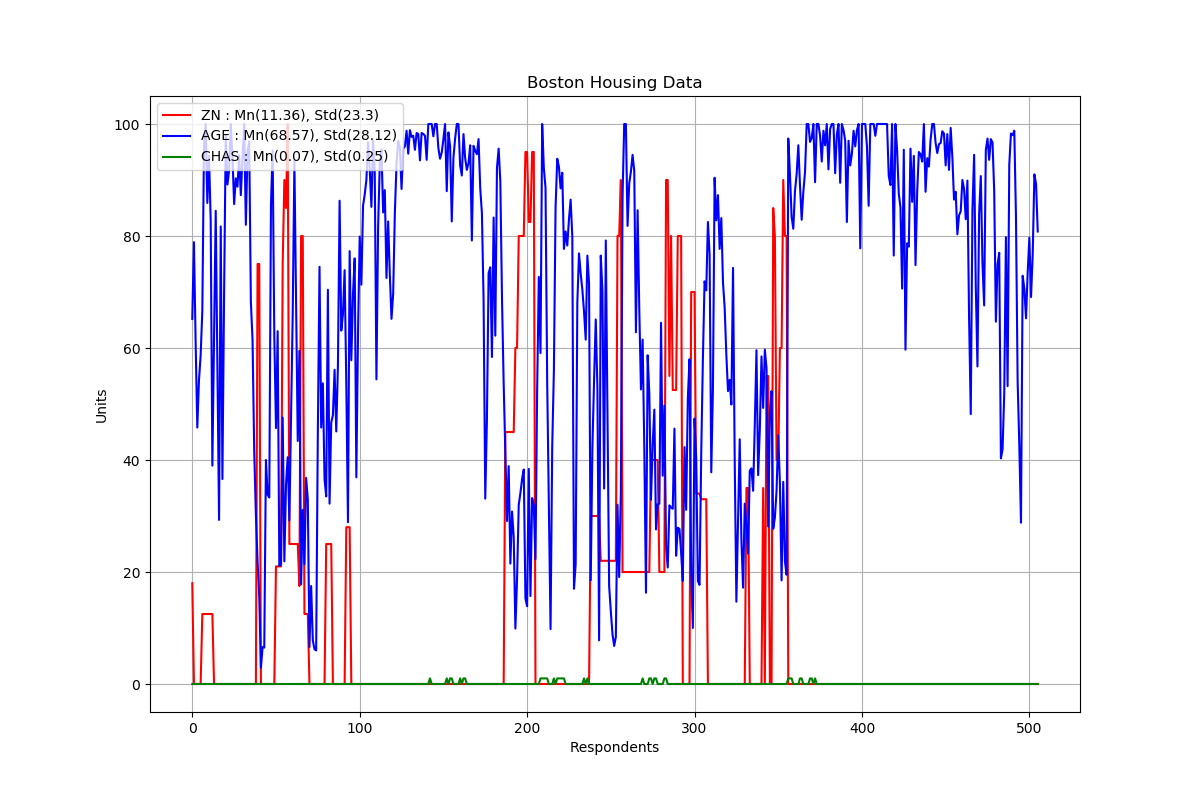 Boston Housing Data
ZN : Mn(11.36), Std(23.3)
AGE : Mn(68.57), Std(28.12)
CHAS : Mn(0.07), Std(0.25)
100
80
60
40
20
0
Units
0 100 200 300 400 500
Respondents